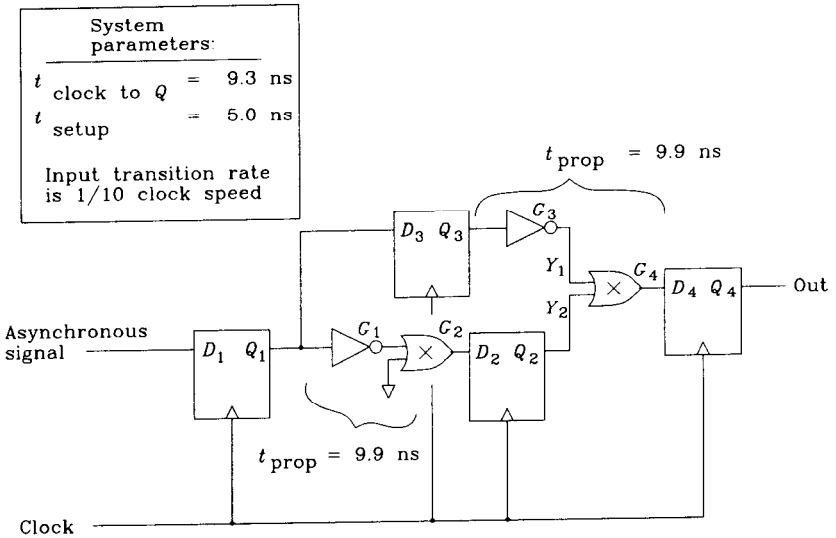 System
parameters:
t clock to Q = 9.3 ns
t setup = 5.0 ns
Input transition rate
is 1/10 clock speed
t prop = 9.9 ns
D3 Q3
G3
Y1
G4
Y2
D4 Q4
Out
Asynchronous
signal
D1 Q1
G1
G2
D2 Q2
t prop = 9.9 ns
Clock